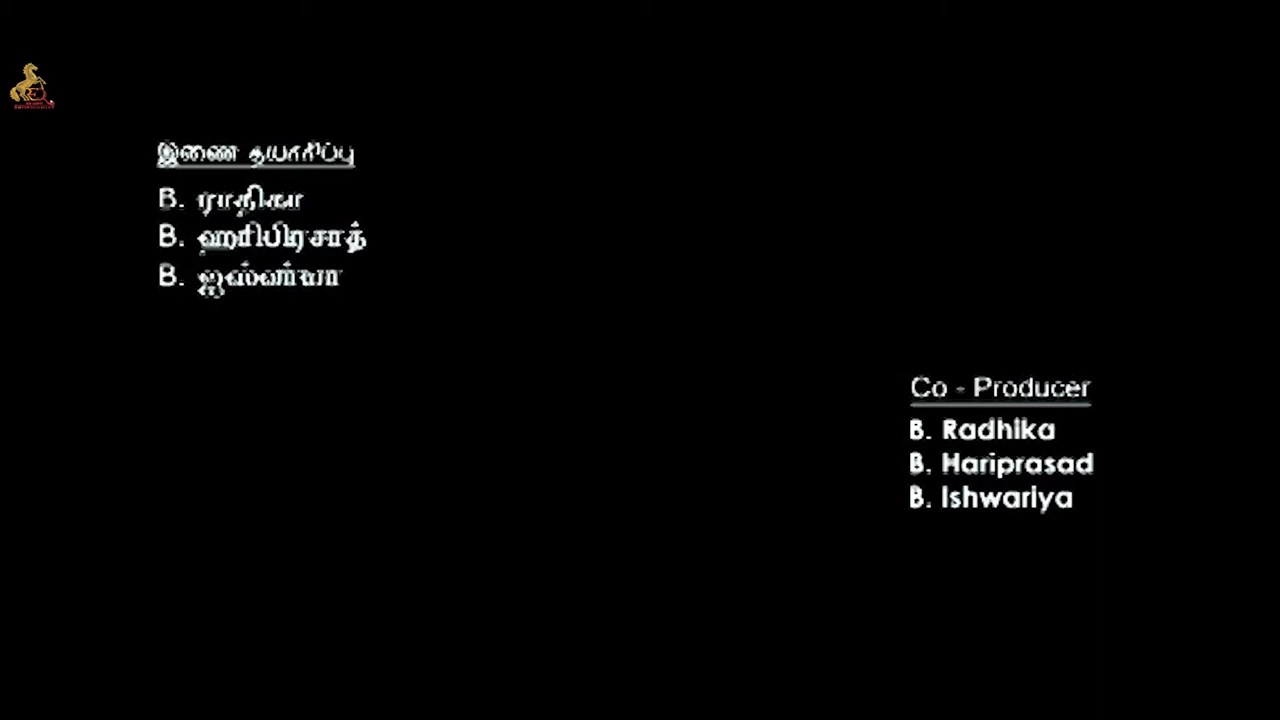 இணை தயாரிப்பு
B. ராதிகா
B. ஹரிபிரசாத்
B. ஐஸ்வர்யா
Co - Producer
B. Radhika
B. Hariprasad
B. Ishwariya